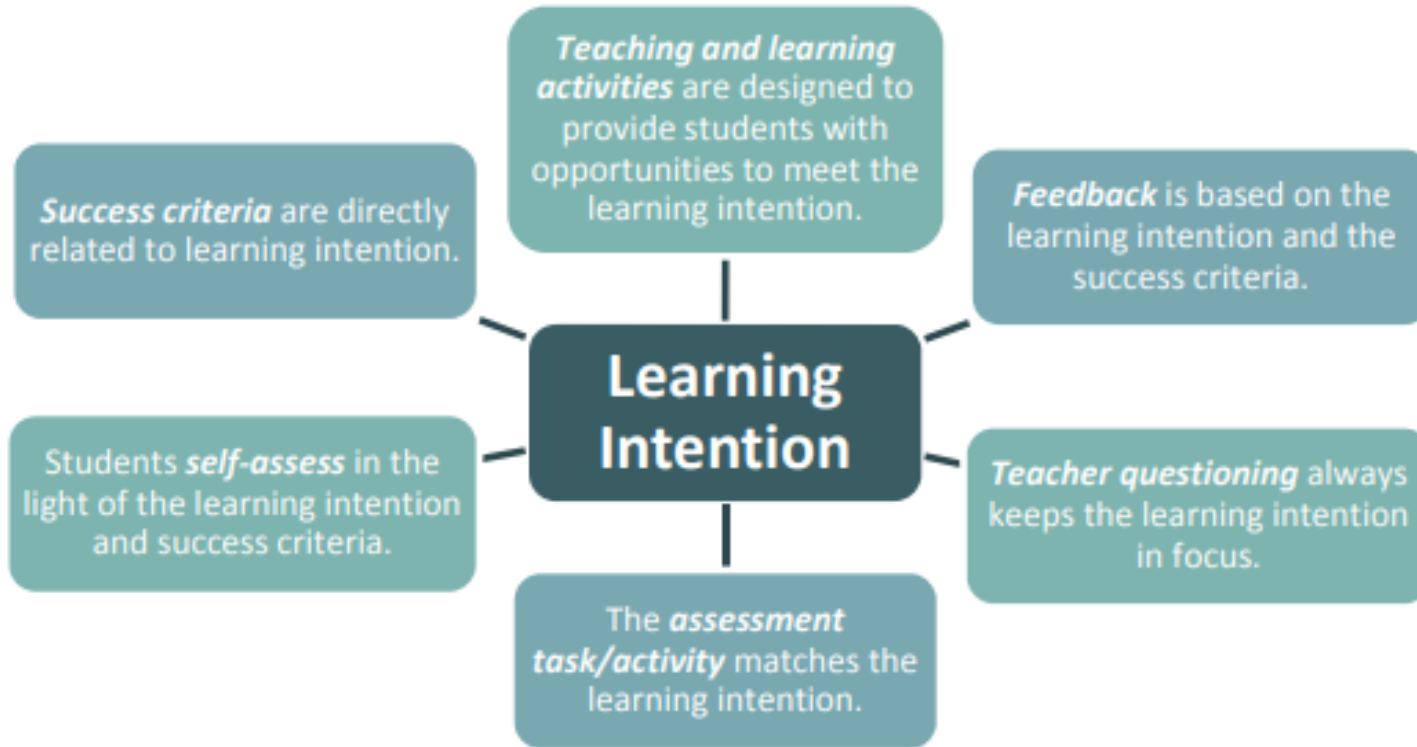 Teaching and learning
activities are designed to
provide students with
opportunities to meet the
learning intention.
Success criteria are directly
related to learning intention.
Feedback is based on the
learning intention and the
success criteria.
Learning
Intention
Students self-assess in the
light of the learning intention
and success criteria.
Teacher questioning always
keeps the learning intention
in focus.
The assessment
task/activity matches the
learning intention.